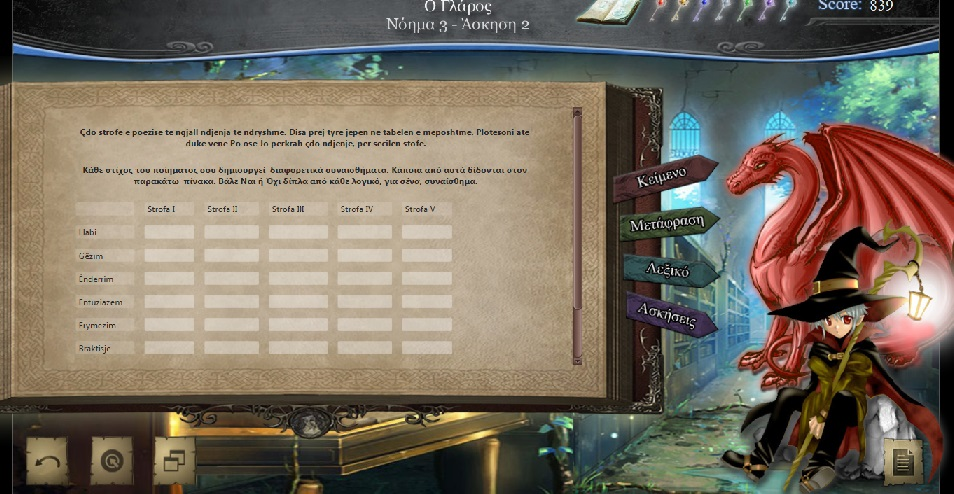 Ο Γλάρος
Νόημα 3 - Άσκηση 2
Score: 839
Çdo strofe e poezise te ngjall ndjenja te ndryshme. Disa prej tyre jepen ne tabelen e meposhtme. Plotesoni ate
duke vene Po ose Jo perkrah çdo ndjenje, per secilen stofe.
Κάθε στίχος του ποιήματος σου δημιουργεί διαφορετικά συναισθήματα. Κάποια από αυτά δίδονται στον
παρακάτω πίνακα. Βάλε Ναι ή Όχι δίπλα από κάθε λογικό, για σένα, συναίσθημα.
Strofa I Strofa II Strofa III Strofa IV Strofa V
Habi
Gëzim
Ëndërrim
Entuziazem
Frymezim
Braktisje
Κείμενο
Μετάφραση
Λεξικό
Ασκήσεις